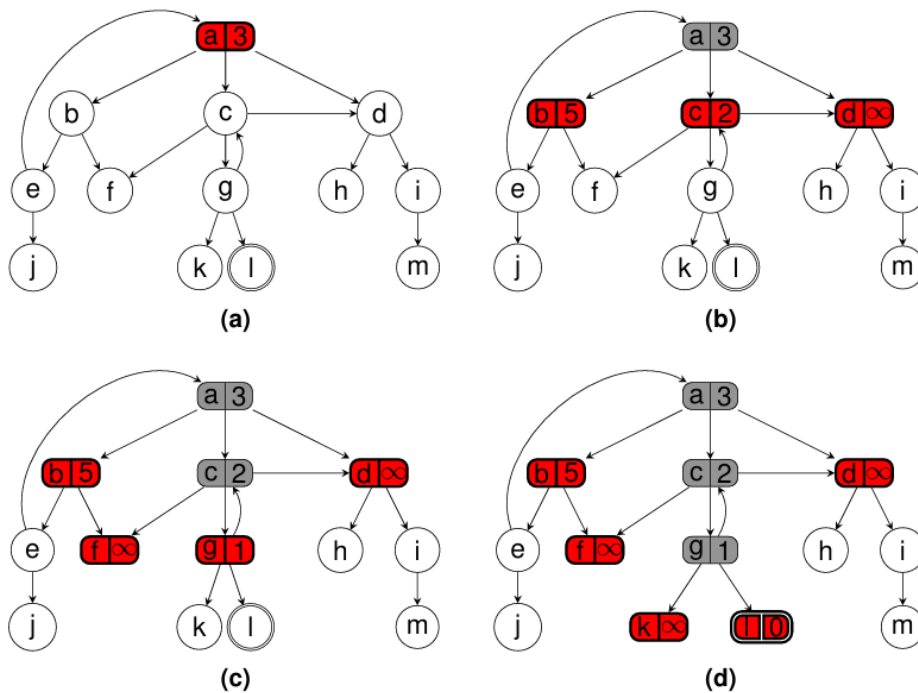 a 3 a 3
b c d b 5 c 2 d ∞
e f g h i e f g h i
j k l m j k l m
(a) (b)
a 3 a 3
b 5 c 2 d ∞ b 5 c 2 d ∞
e f ∞ g 1 h i e f ∞ g 1 h i
j k l m j k ∞ l 0 m
(c) (d)